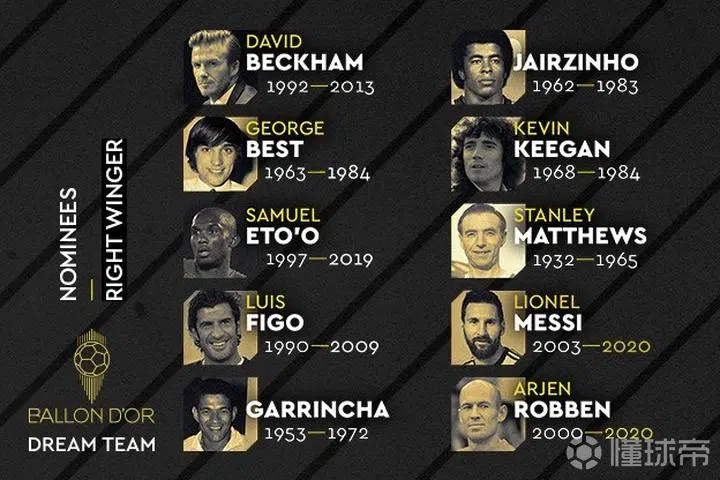 NOMINEES
RIGHT WINGER
BALLON D'OR
DREAM TEAM
DAVID
BECKHAM
1992—2013
GEORGE
BEST
1963—1984
SAMUEL
ETO'O
1997—2019
LUIS
FIGO
1990—2009
GARRINCHA
1953—1972
JAIRZINHO
1962—1983
KEVIN
KEEGAN
1968—1984
STANLEY
MATTHEWS
1932—1965
LIONEL
MESSI
2003—2020
ARJEN
ROBBEN
2000—2020
懂球帝